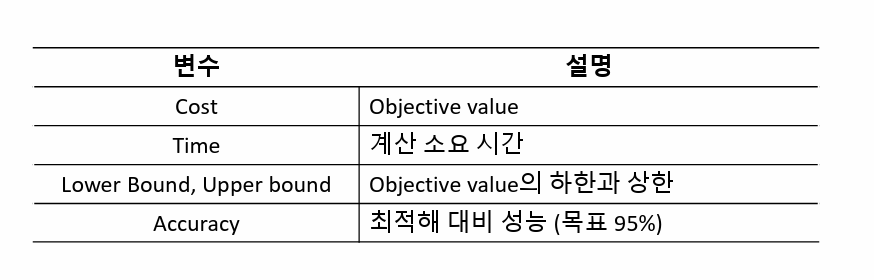 변수 설명
Cost Objective value
Time 계산 소요 시간
Lower Bound, Upper bound Objective value의 하한과 상한
Accuracy 최적해 대비 성능 (목표 95%)